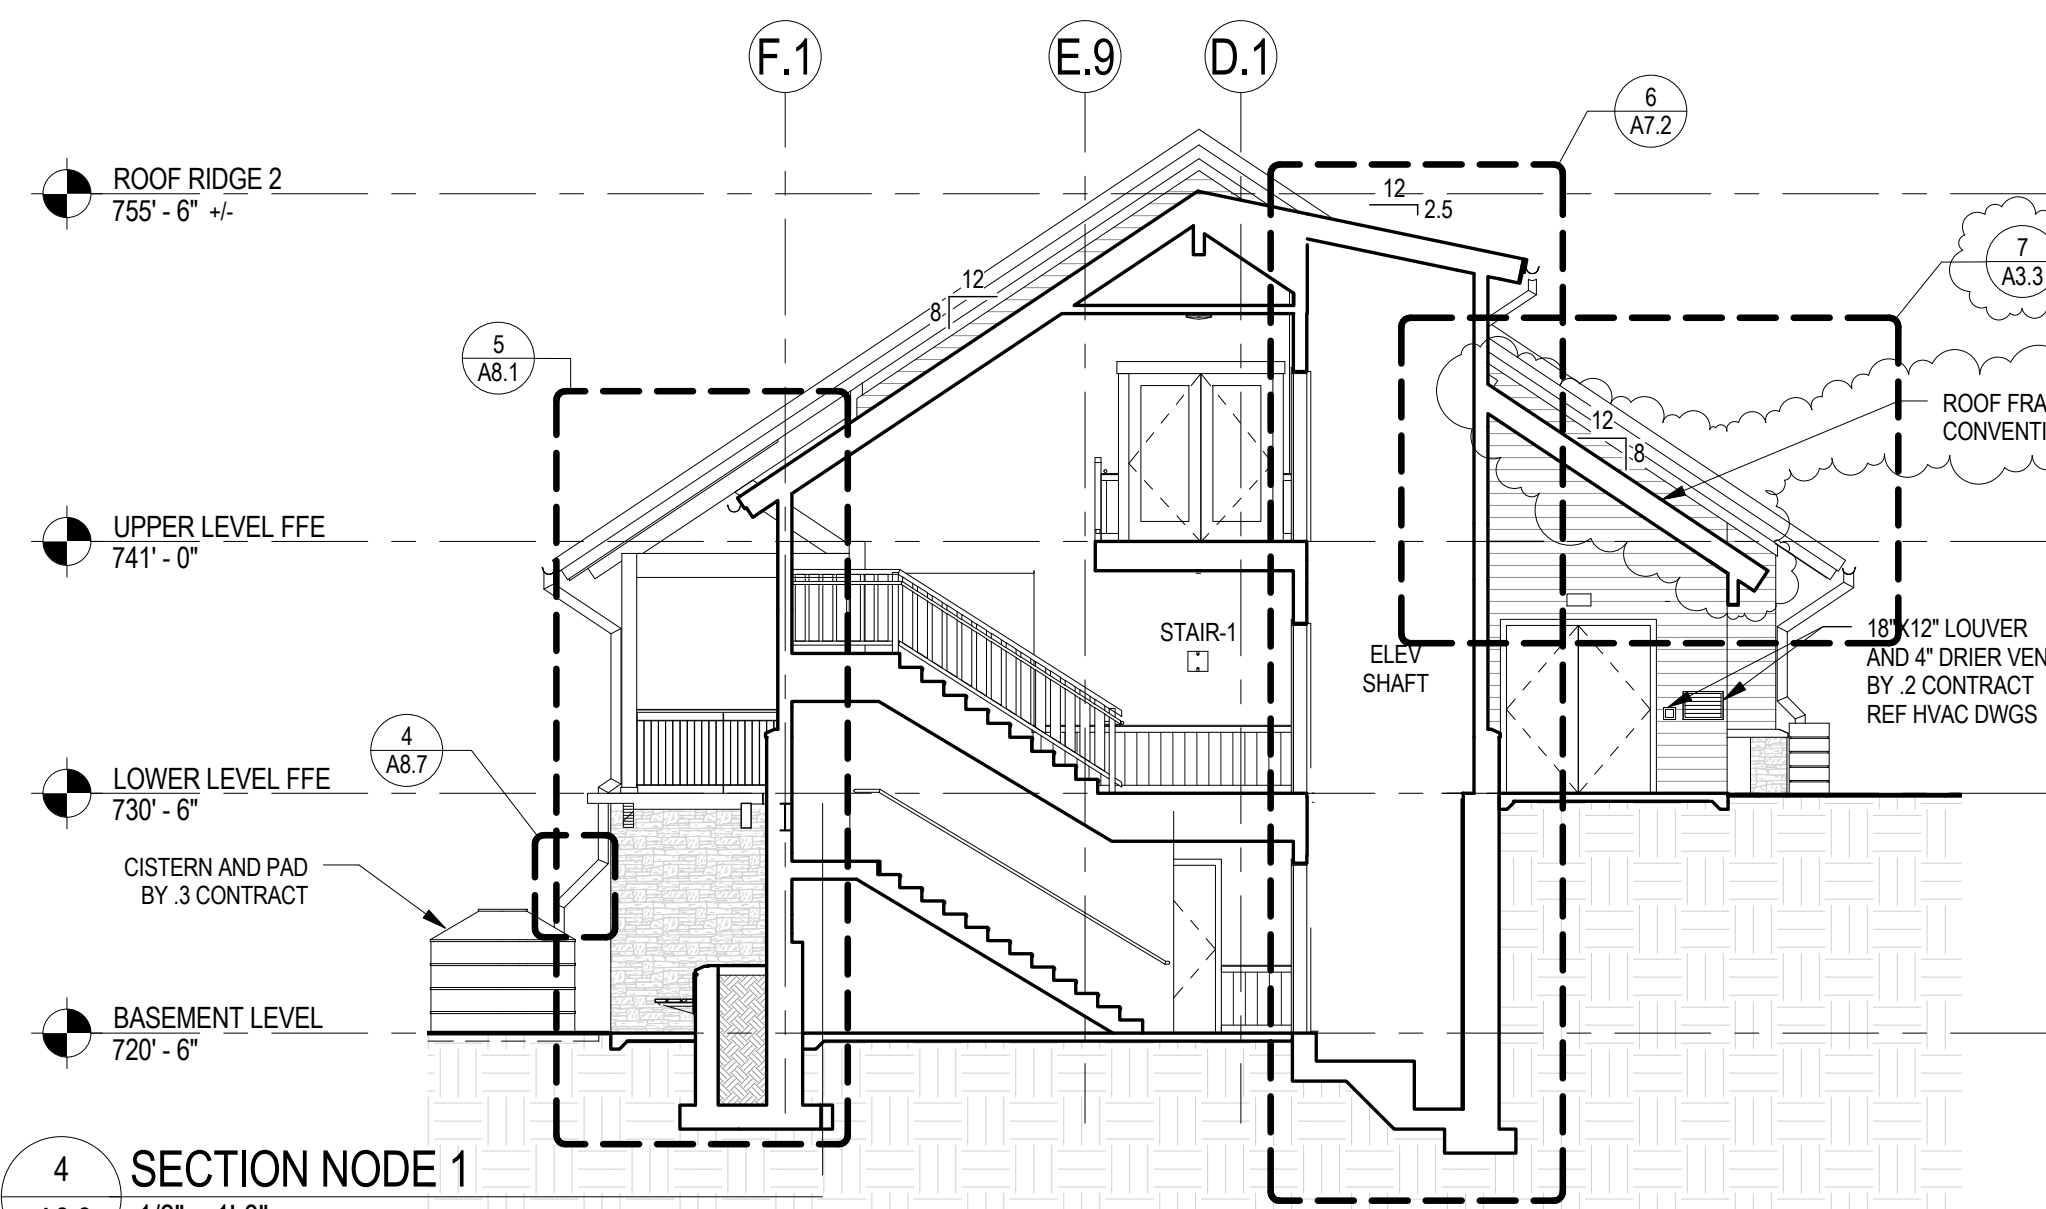 F.1
E.9
D.1
6
A7.2
ROOF RIDGE 2
755' - 6" +/-
12
2.5
7
A3.3
12
8
5
A8.1
12
8
ROOF FRA
CONVENTI
UPPER LEVEL FFE
741' - 0"
STAIR-1
ELEV
SHAFT
18"X12" LOUVER
AND 4" DRIER VEN
BY .2 CONTRACT
REF HVAC DWGS
4
A8.7
LOWER LEVEL FFE
730' - 6"
CISTERN AND PAD
BY .3 CONTRACT
BASEMENT LEVEL
720' - 6"
4
SECTION NODE 1